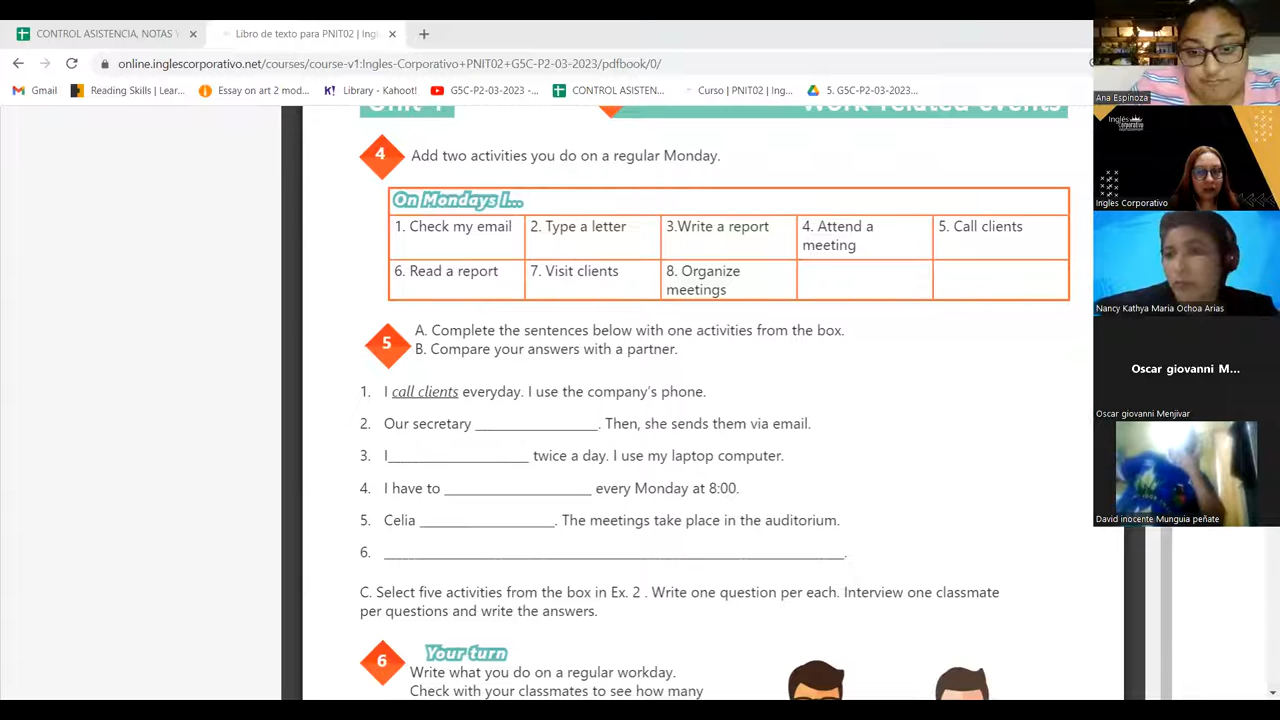 CONTROL ASISTENCIA, NOTAS
Libro de texto para PNIT02 | Ingl
online.inglescorporativo.net/courses/course-v1:Ingles-Corporativo+PNIT02+G5C-P2-03-2023/pdfbook/0/
Gmail
Reading Skills | Lear...
Essay on art 2 mod...
Library - Kahoot!
G5C-P2-03-2023 -...
CONTROL ASISTEN...
Curso | PNIT02 | Ing...
5. G5C-P2-03-2023...
Unit
Work-related events
4
Add two activities you do on a regular Monday.
On Mondays I...
1. Check my email
2. Type a letter
3.Write a report
4. Attend a
meeting
5. Call clients
6. Read a report
7. Visit clients
8. Organize
meetings
5
A. Complete the sentences below with one activities from the box.
B. Compare your answers with a partner.
1. I call clients everyday. I use the company's phone.
2. Our secretary ______________. Then, she sends them via email.
3. I________________ twice a day. I use my laptop computer.
4. I have to _________________ every Monday at 8:00.
5. Celia ________________. The meetings take place in the auditorium.
6. ______________________________________________________.
C. Select five activities from the box in Ex. 2 . Write one question per each. Interview one classmate
per questions and write the answers.
6
Your turn
Write what you do on a regular workday.
Check with your classmates to see how many
Ana Espinoza
Inglés
Corporativo
Ingles Corporativo
Nancy Kathya Maria Ochoa Arias
Oscar giovanni M...
Oscar giovanni Menjivar
David inocente Munguia peñate